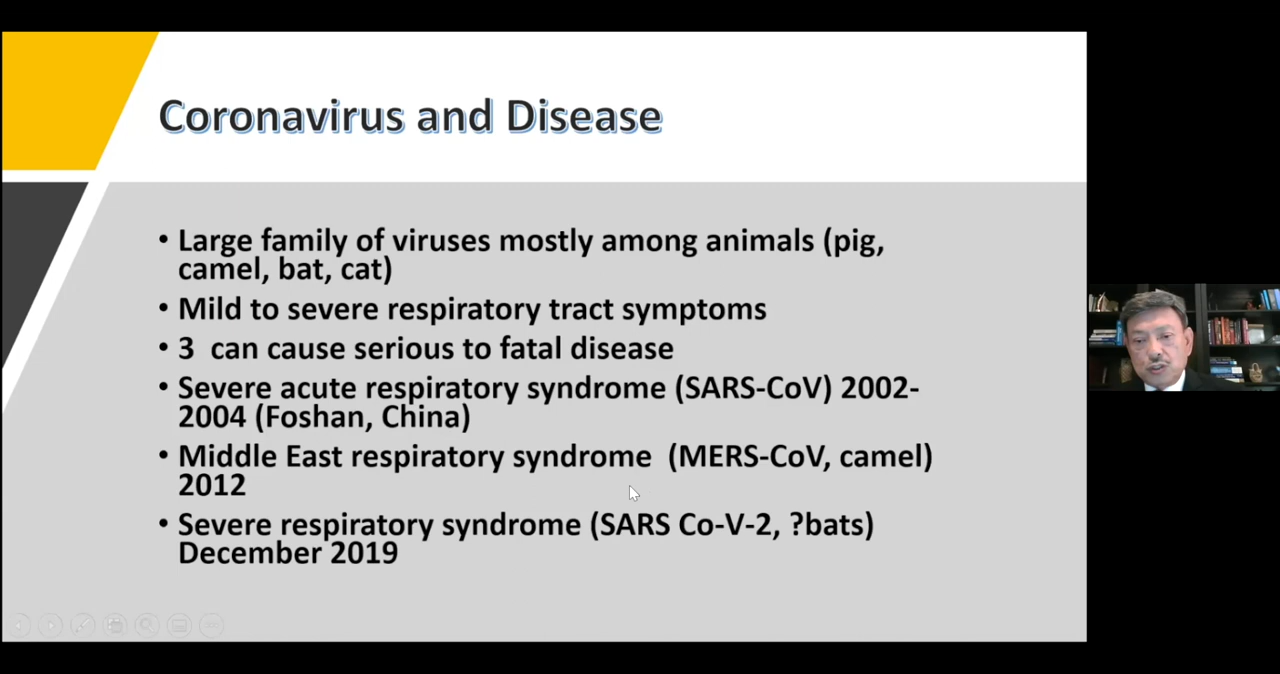 Coronavirus and Disease
• Large family of viruses mostly among animals (pig,
camel, bat, cat)
• Mild to severe respiratory tract symptoms
• 3  can cause serious to fatal disease
• Severe acute respiratory syndrome (SARS-CoV) 2002-
2004 (Foshan, China)
• Middle East respiratory syndrome  (MERS-CoV, camel)
2012
• Severe respiratory syndrome (SARS Co-V-2, ?bats)
December 2019